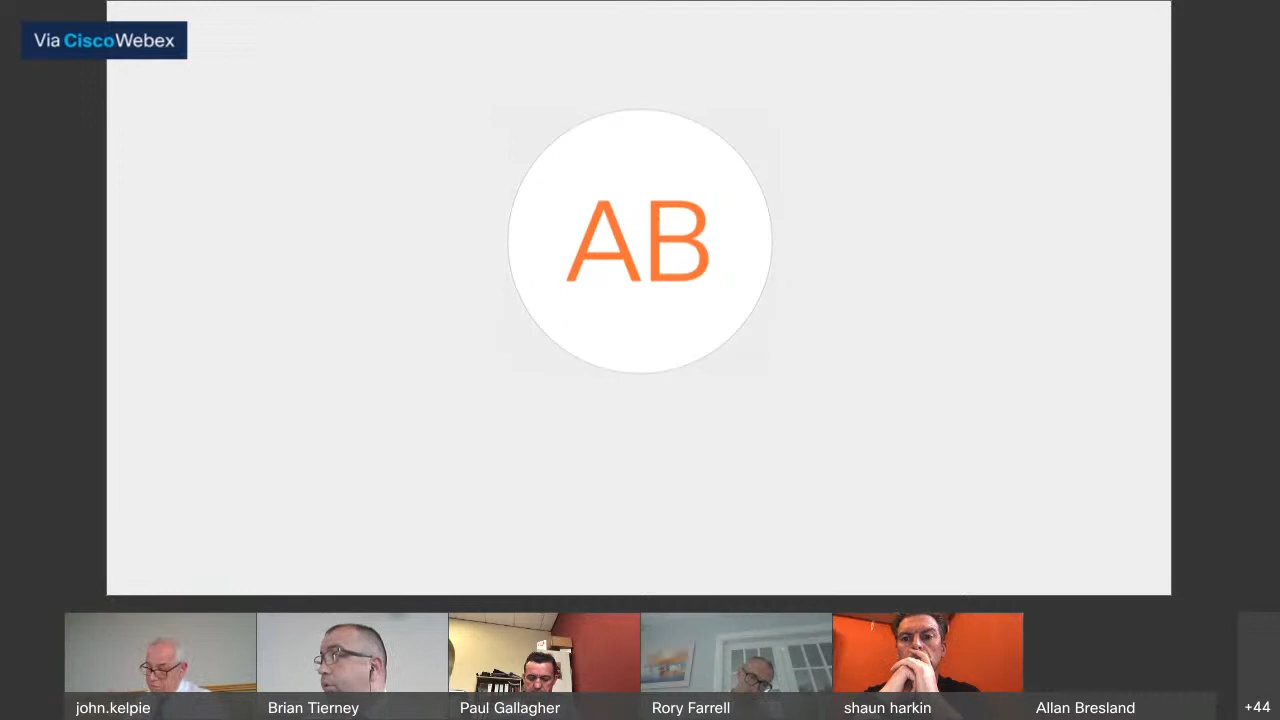 Via CiscoWebex
AB
john.kelpie
Brian Tierney
Paul Gallagher
Rory Farrell
shaun harkin
Allan Bresland
+44